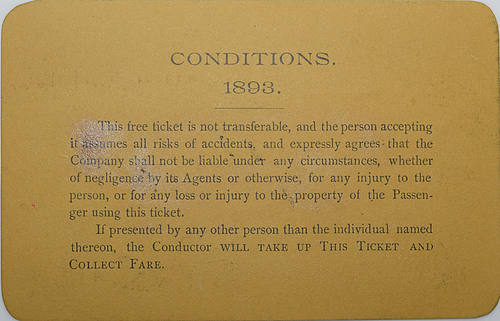 CONDITIONS.
1893.
This free ticket is not transferable, and the person accepting
it assumes all risks of accidents, and expressly agrees that the
Company shall not be liable under any circumstances, whether
of negligence by its Agents or otherwise, for any injury to the
person, or for any loss or injury to the property of the Passen-
ger using this ticket.
If presented by any other person than the individual named
thereon, the Conductor WILL TAKE UP THIS TICKET AND
COLLECT FARE.